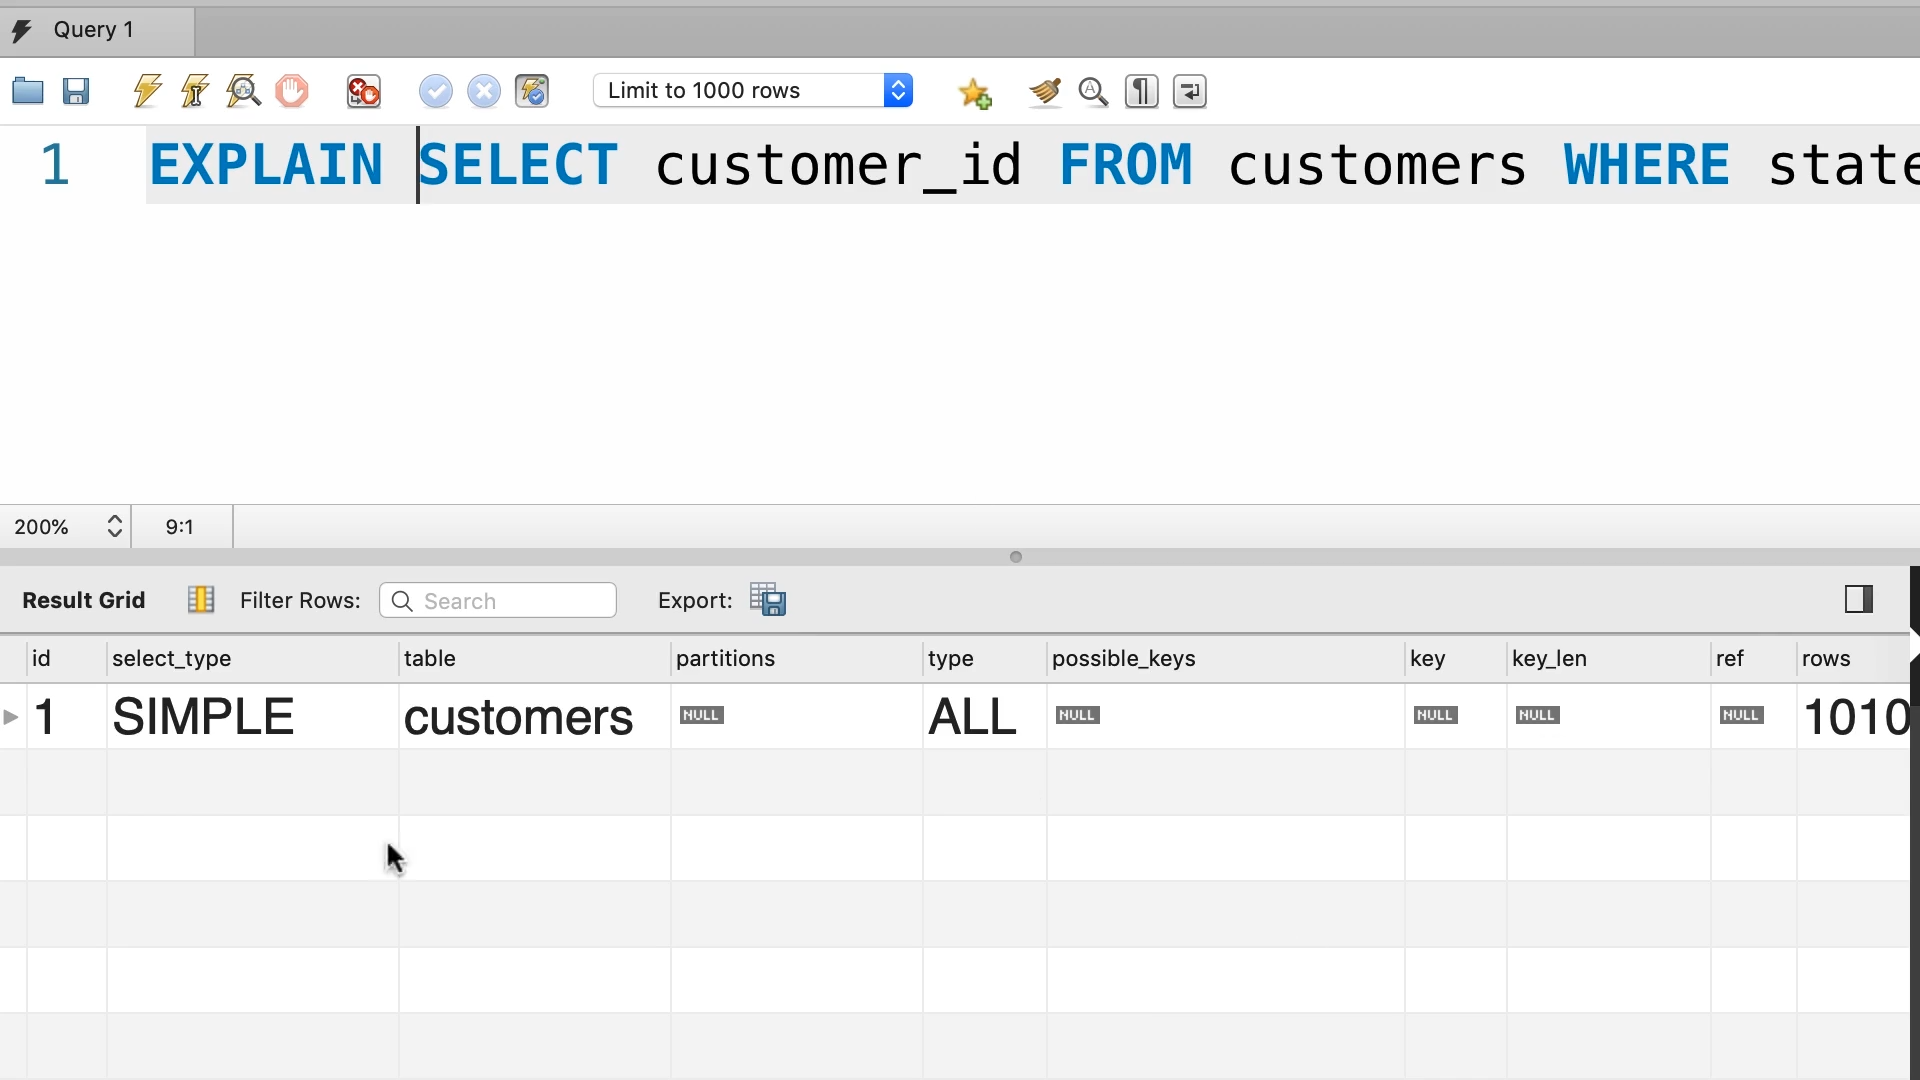 Query 1
Limit to 1000 rows
1 EXPLAIN SELECT customer_id FROM customers WHERE state
200% 9:1
Result Grid Filter Rows: Search Export:
id select_type table partitions type possible_keys key key_len ref rows
1 SIMPLE customers NULL ALL NULL NULL NULL NULL 1010